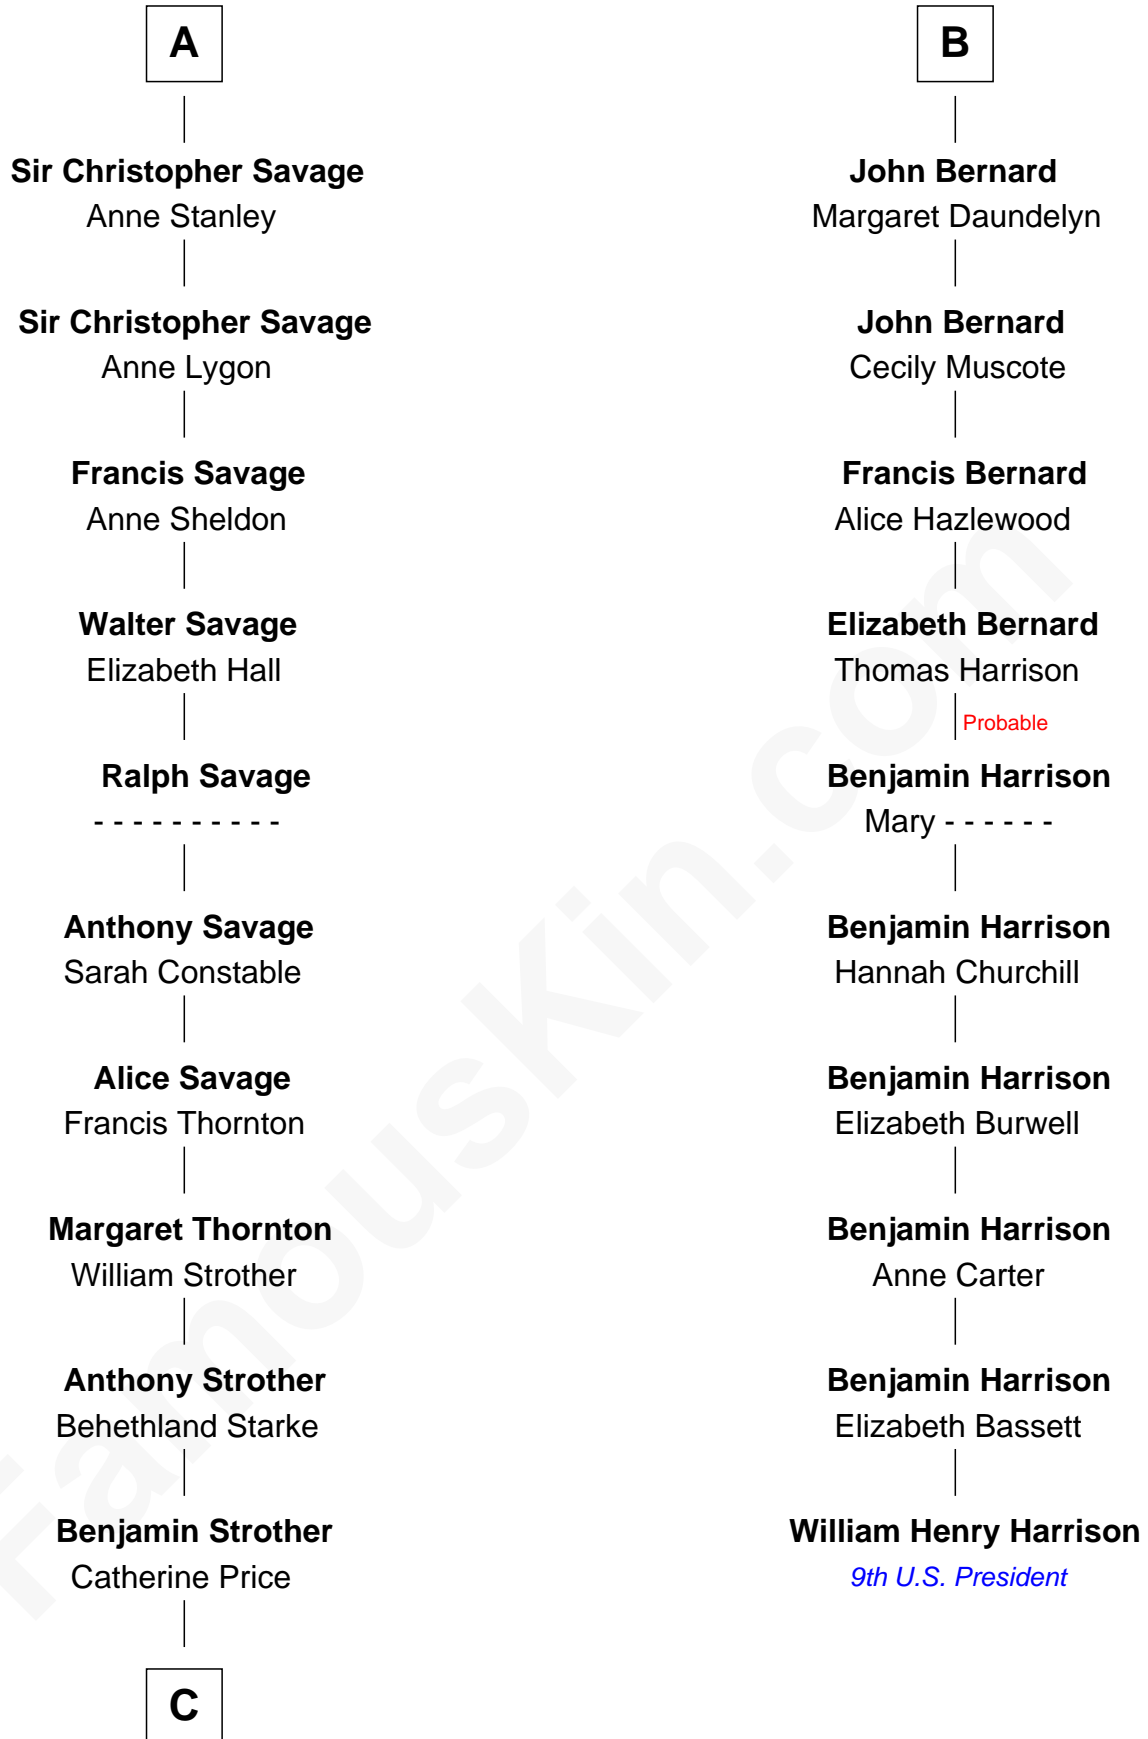 A
Sir Christopher Savage
Anne Stanley
Sir Christopher Savage
Anne Lygon
Francis Savage
Anne Sheldon
Walter Savage
Elizabeth Hall
Ralph Savage
- - - - - - - - - -
Anthony Savage
Sarah Constable
Alice Savage
Francis Thornton
Margaret Thornton
William Strother
Anthony Strother
Behethland Starke
Benjamin Strother
Catherine Price
C
B
John Bernard
Margaret Daundelyn
John Bernard
Cecily Muscote
Francis Bernard
Alice Hazlewood
Elizabeth Bernard
Thomas Harrison
Probable
Benjamin Harrison
Mary - - - - - -
Benjamin Harrison
Hannah Churchill
Benjamin Harrison
Elizabeth Burwell
Benjamin Harrison
Anne Carter
Benjamin Harrison
Elizabeth Bassett
William Henry Harrison
9th U.S. President
FamousKin.com